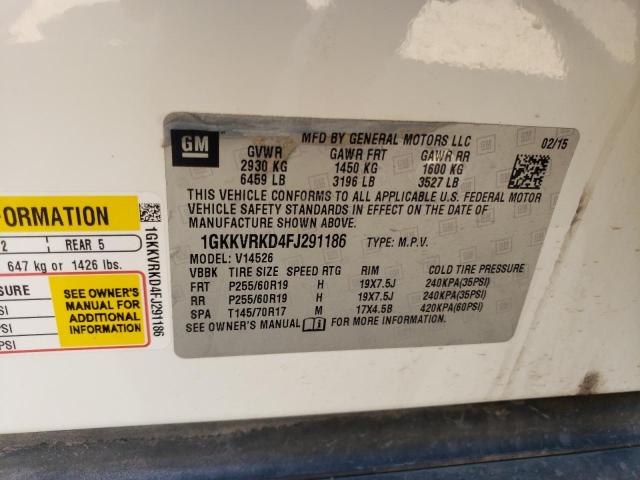 GM
MFD BY GENERAL MOTORS LLC
02/15
GVWR GAWR FRT GAWR RR
2930 KG 1450 KG 1600 KG
6459 LB 3196 LB 3527 LB
THIS VEHICLE CONFORMS TO ALL APPLICABLE U.S. FEDERAL MOTOR
VEHICLE SAFETY STANDARDS IN EFFECT ON THE DATE OF
MANUFACTURE SHOWN ABOVE.
1GKKVRKD4FJ291186 TYPE: M.P.V.
MODEL: V14526
VBBK TIRE SIZE SPEED RTG RIM COLD TIRE PRESSURE
FRT P255/60R19 H 19X7.5J 240KPA(35PSI)
RR P255/60R19 H 19X7.5J 240KPA(35PSI)
SPA T145/70R17 M 17X4.5B 420KPA(60PSI)
SEE OWNER'S MANUAL FOR MORE INFORMATION.
FORMATION
2 REAR 5
647 kg or 1426 lbs.
SURE
PSI
PSI
PSI
SEE OWNER'S
MANUAL FOR
ADDITIONAL
INFORMATION
1GKKVRKD4FJ291186